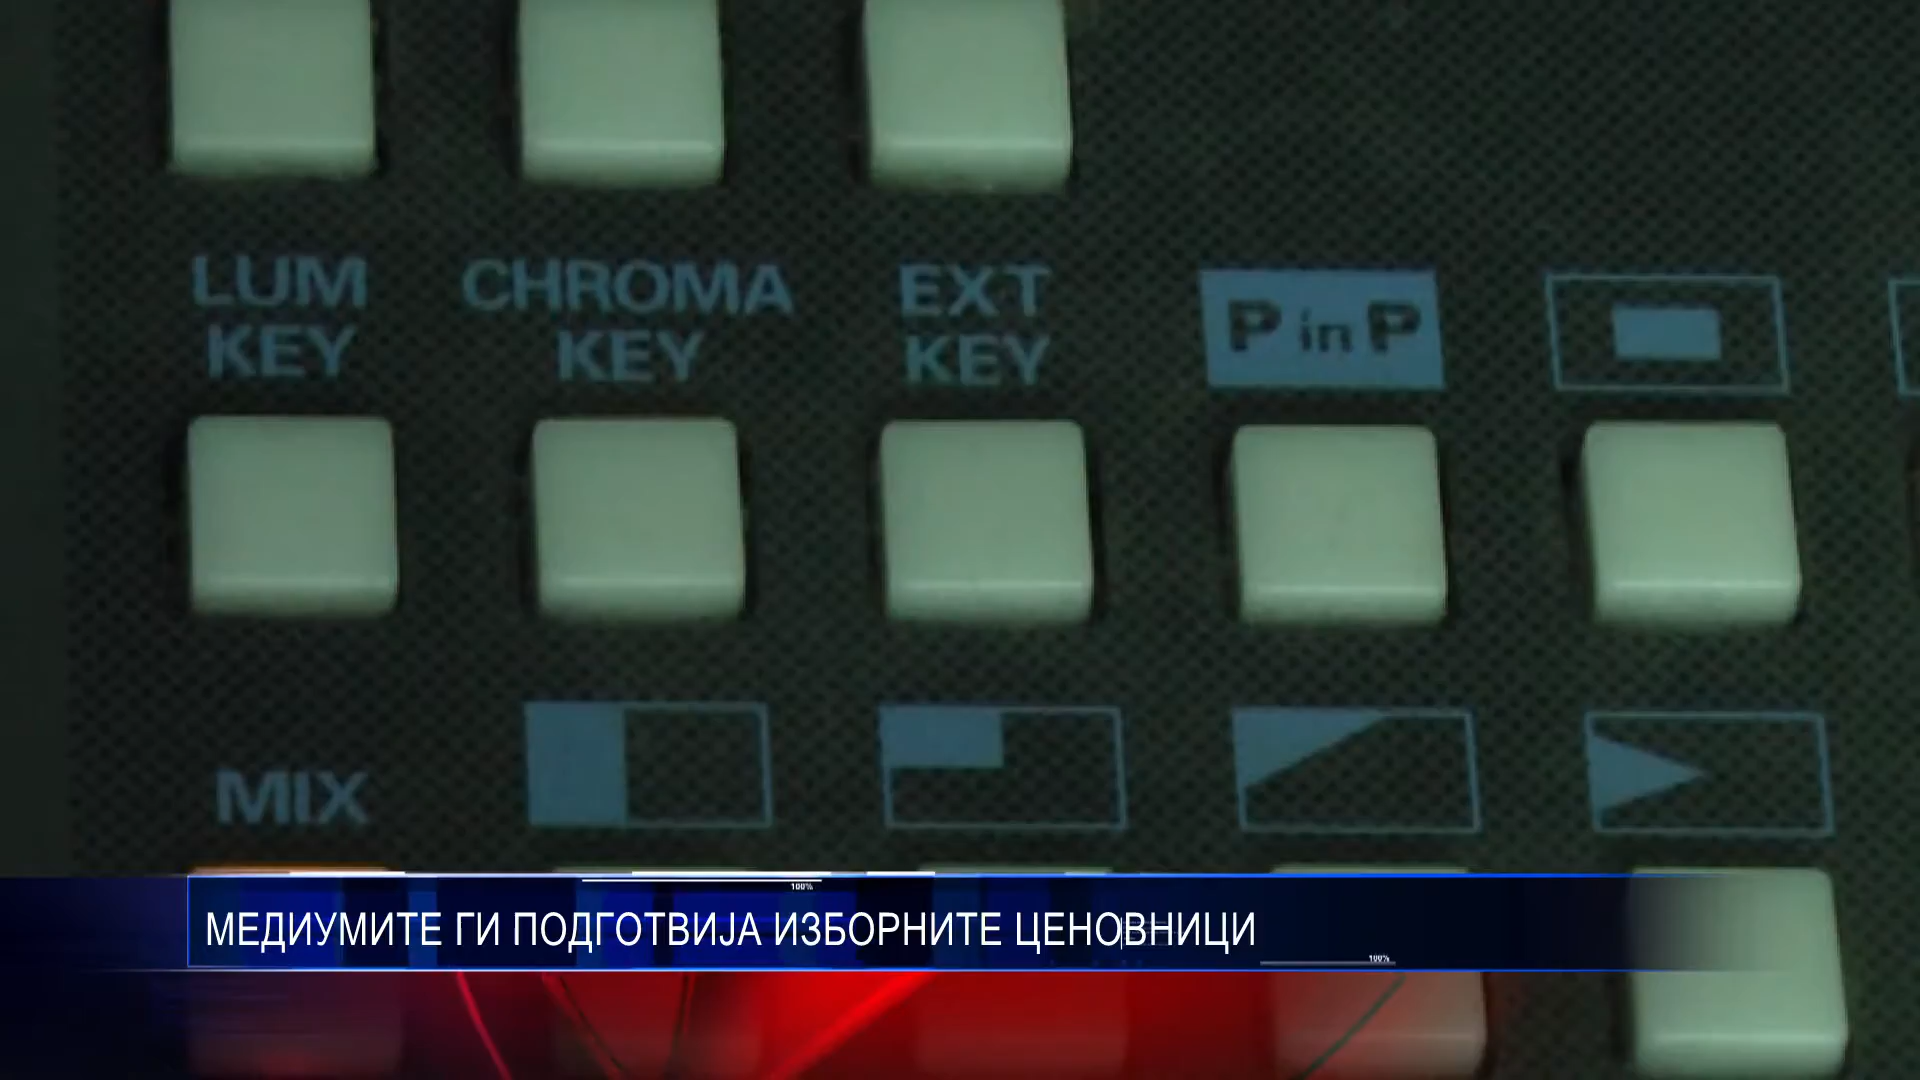 LUM
KEY
CHROMA
KEY
EXT
KEY
P in P
MIX
100%
МЕДИУМИТЕ ГИ ПОДГОТВИЈА ИЗБОРНИТЕ ЦЕНОВНИЦИ
100%